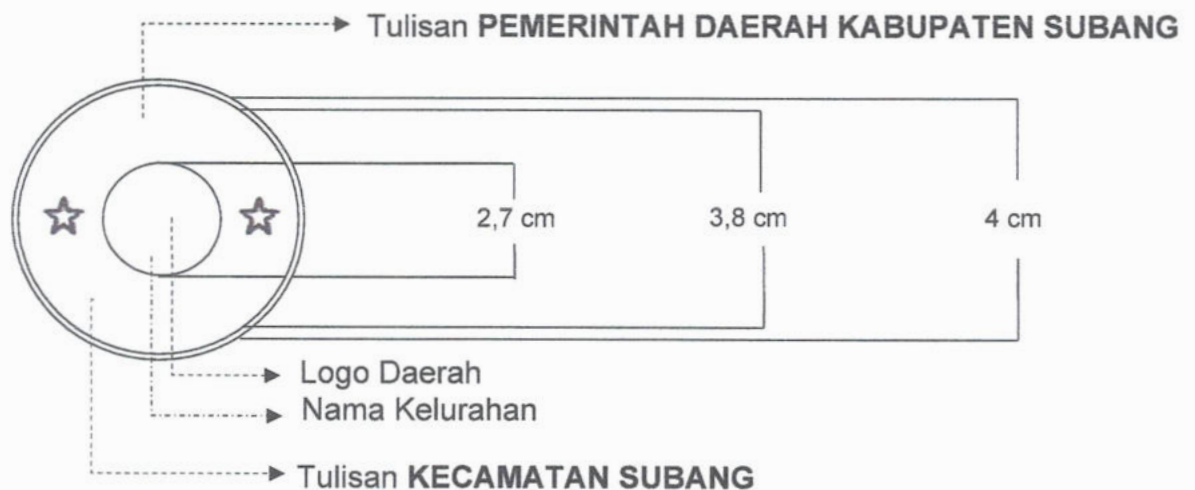 Tulisan PEMERINTAH DAERAH KABUPATEN SUBANG
2,7 cm
3,8 cm
4 cm
Logo Daerah
Nama Kelurahan
Tulisan KECAMATAN SUBANG